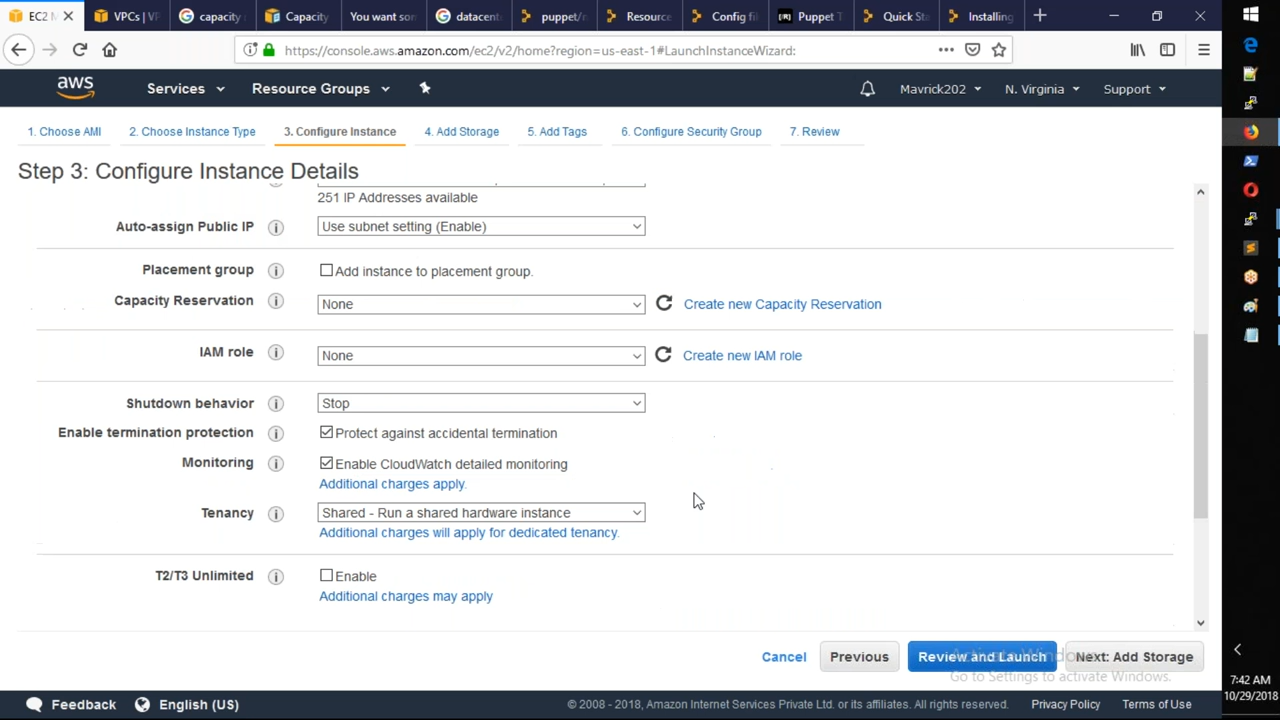 EC2 M
VPCs | VP
capacity
Capacity
You want som
datacent
puppet/m
Resource
Config fi
Puppet T
Quick Sta
Installing
https://console.aws.amazon.com/ec2/v2/home?region=us-east-1#LaunchInstanceWizard:
aws
Services
Resource Groups
Mavrick202
N. Virginia
Support
1. Choose AMI
2. Choose Instance Type
3. Configure Instance
4. Add Storage
5. Add Tags
6. Configure Security Group
7. Review
Step 3: Configure Instance Details
251 IP Addresses available
Auto-assign Public IP
Use subnet setting (Enable)
Placement group
Add instance to placement group.
Capacity Reservation
None
Create new Capacity Reservation
IAM role
None
Create new IAM role
Shutdown behavior
Stop
Enable termination protection
Protect against accidental termination
Monitoring
Enable CloudWatch detailed monitoring
Additional charges apply.
Tenancy
Shared - Run a shared hardware instance
Additional charges will apply for dedicated tenancy.
T2/T3 Unlimited
Enable
Additional charges may apply
Cancel
Previous
Review and Launch
Next: Add Storage
Activate Windows
Go to Settings to activate Windows.
Feedback
English (US)
© 2008 - 2018, Amazon Internet Services Private Ltd. or its affiliates. All rights reserved.
Privacy Policy
Terms of Use
7:42 AM
10/29/2018